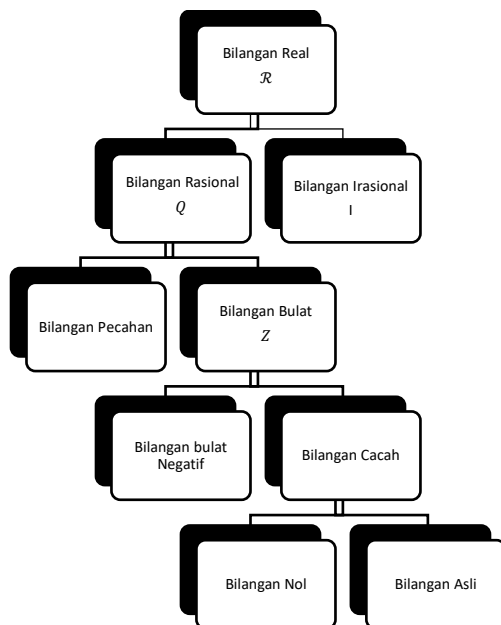 Bilangan Real
ℛ
Bilangan Rasional
Q
Bilangan Irasional
I
Bilangan Pecahan
Bilangan Bulat
Z
Bilangan bulat
Negatif
Bilangan Cacah
Bilangan Nol
Bilangan Asli